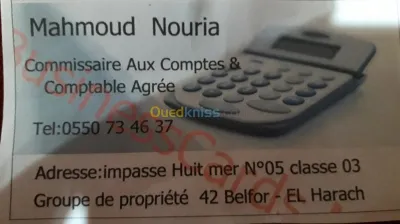 Mahmoud Nouria
Commissaire Aux Comptes &
Comptable Agrée
Ouedkniss.com
Tel:0550 73 46 37
Adresse:impasse Huit mer N°05 classe 03
Groupe de propriété 42 Belfor - EL Harach